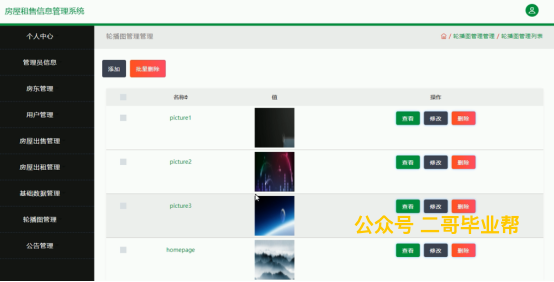 房屋租售信息管理系统
个人中心
管理员信息
房东管理
用户管理
房屋出售管理
房屋出租管理
基础数据管理
轮播图管理
公告管理
轮播图管理管理
/ 轮播图管理管理 / 轮播图管理列表
添加 批量删除
名称 值 操作
picture1 查看 修改 删除
picture2 查看 修改 删除
picture3 查看 修改 删除
公众号 二哥毕业帮
homepage 查看 修改 删除